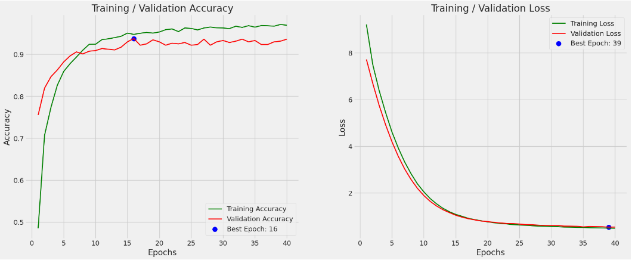 Training / Validation Accuracy
Accuracy
0.9
0.8
0.7
0.6
0.5
Training Accuracy
Validation Accuracy
Best Epoch: 16
0 5 10 15 20 25 30 35 40
Epochs
Training / Validation Loss
Training Loss
Validation Loss
Best Epoch: 39
Loss
8
6
4
2
0 5 10 15 20 25 30 35 40
Epochs